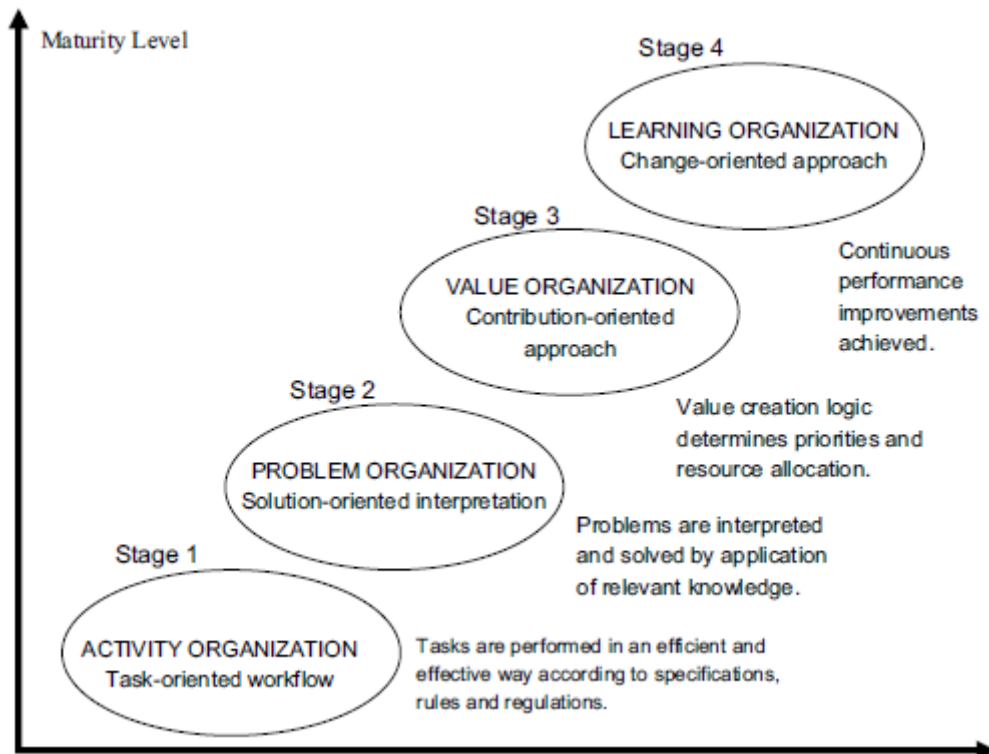 Maturity Level
Stage 4
LEARNING ORGANIZATION
Change-oriented approach
Continuous
performance
improvements
achieved.
Stage 3
VALUE ORGANIZATION
Contribution-oriented
approach
Value creation logic
determines priorities and
resource allocation.
Stage 2
PROBLEM ORGANIZATION
Solution-oriented interpretation
Problems are interpreted
and solved by application
of relevant knowledge.
Stage 1
ACTIVITY ORGANIZATION
Task-oriented workflow
Tasks are performed in an efficient and
effective way according to specifications,
rules and regulations.